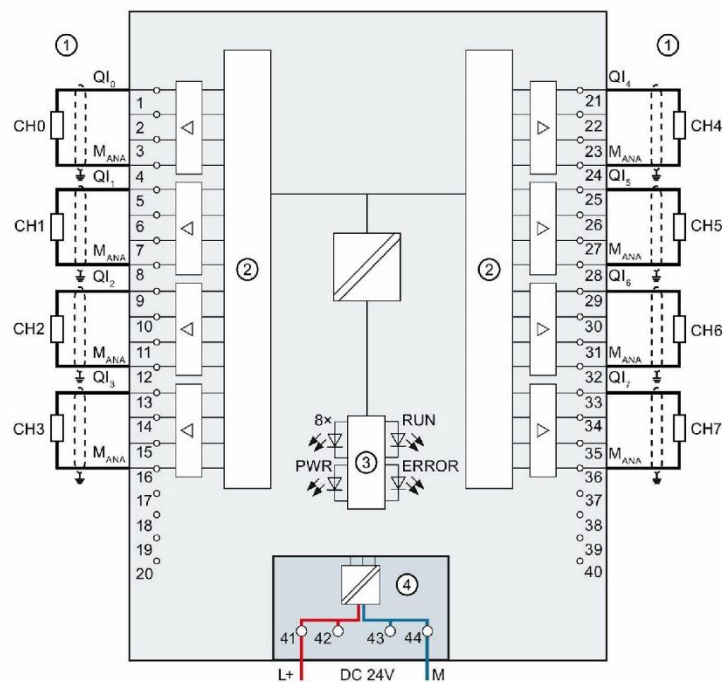 ① ①
QI0 QI4
1 21
CH0 2 22 CH4
3 23
MANA MANA
4 24
QI1 QI5
5 25
CH1 6 26 CH5
7 27
MANA MANA
8 28
② ②
QI2 QI6
9 29
CH2 10 30 CH6
11 31
MANA MANA
12 32
QI3 QI7
13 33
CH3 14 34 CH7
15 35
MANA MANA
16 36
8× RUN
③
PWR ERROR
17 37
18 38
19 39
20 40
④
41 42 43 44
L+ DC 24V M